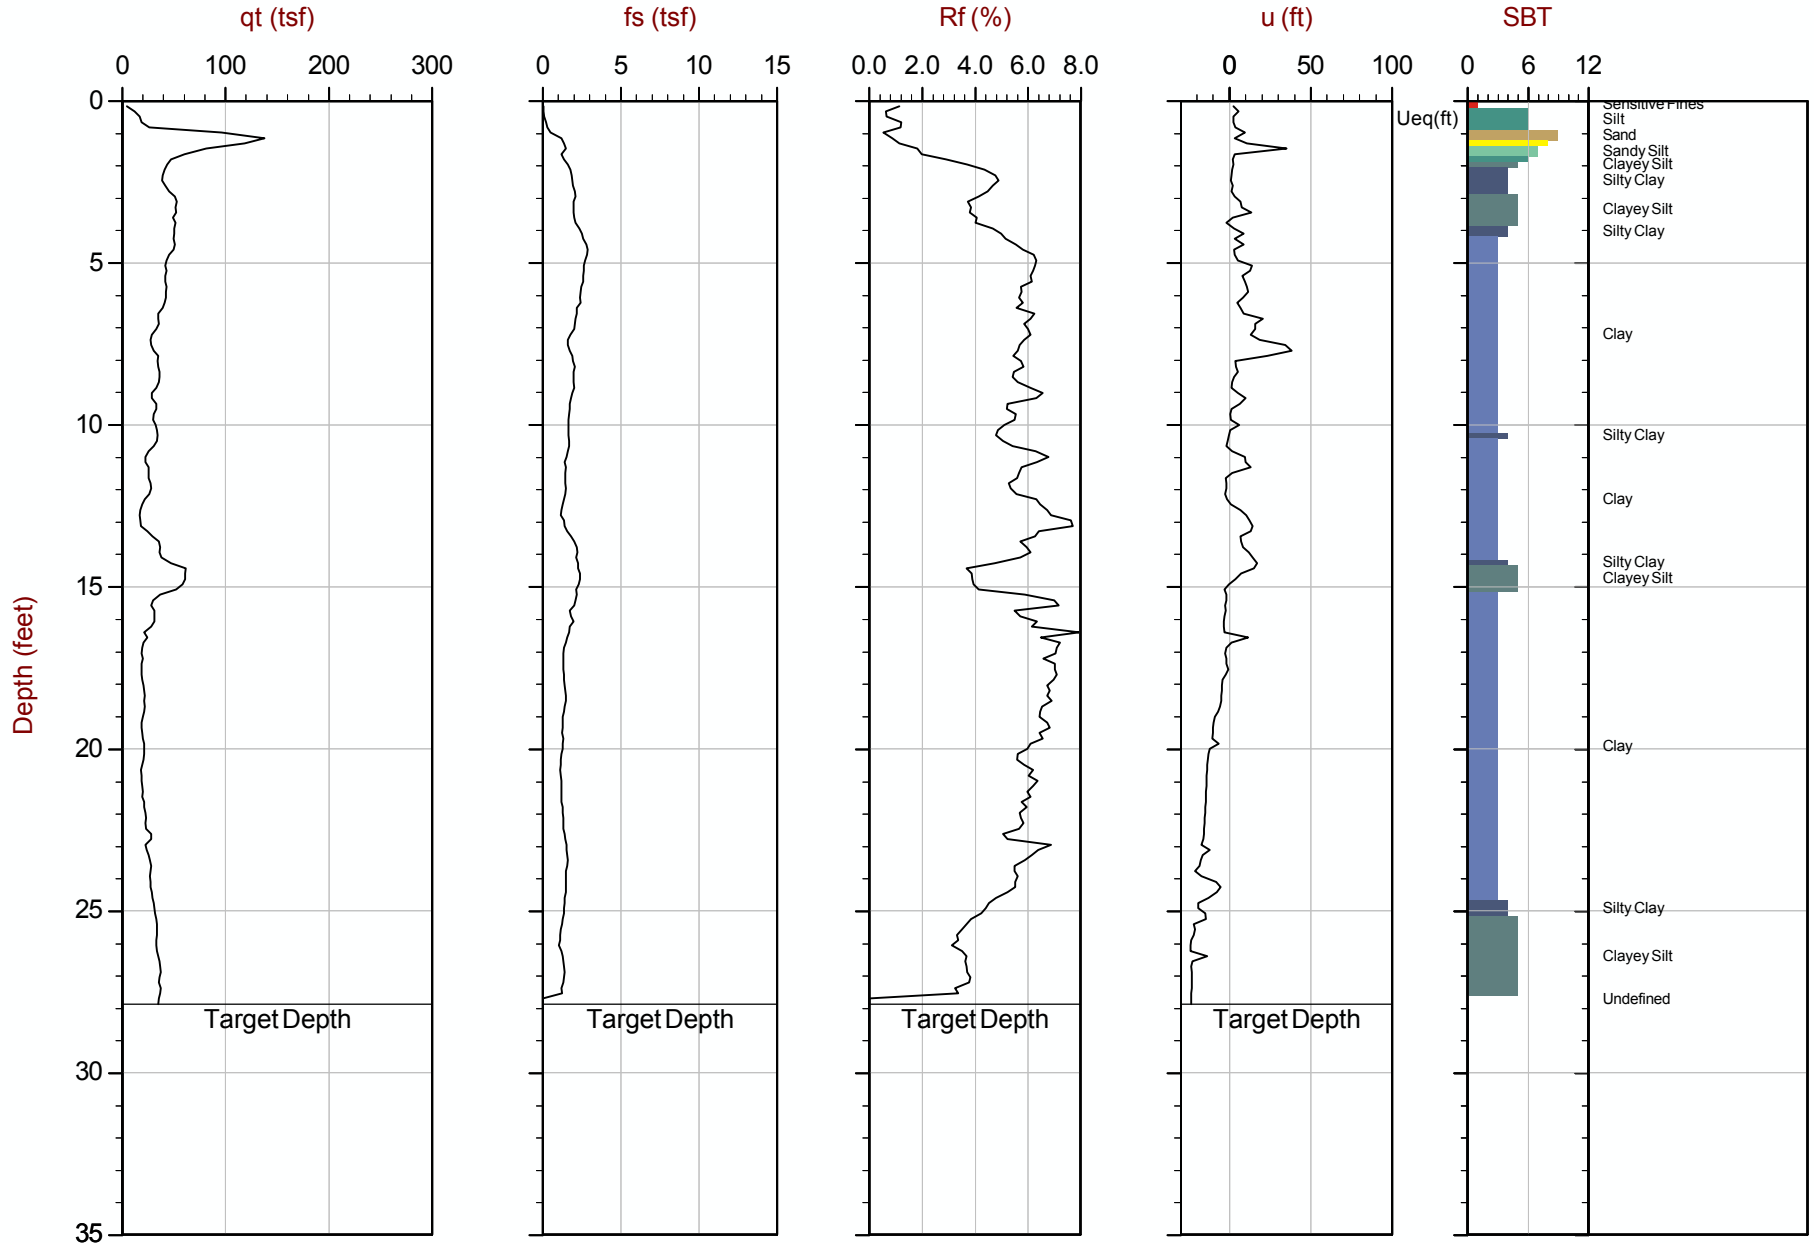 qt (tsf) fs (tsf) Rf (%) u (ft) SBT
0 100 200 300 0 5 10 15 0.0 2.0 4.0 6.0 8.0 0 50 100 0 6 12
0
Sensitive Fines
Ueq(ft)
Silt
Sand
Sandy Silt
Clayey Silt
Silty Clay
Clayey Silt
Silty Clay
5
Clay
10
Silty Clay
Clay
Silty Clay
15
Clayey Silt
Depth (feet)
20
Clay
25
Silty Clay
Clayey Silt
Undefined
Target Depth Target Depth Target Depth Target Depth
30
35